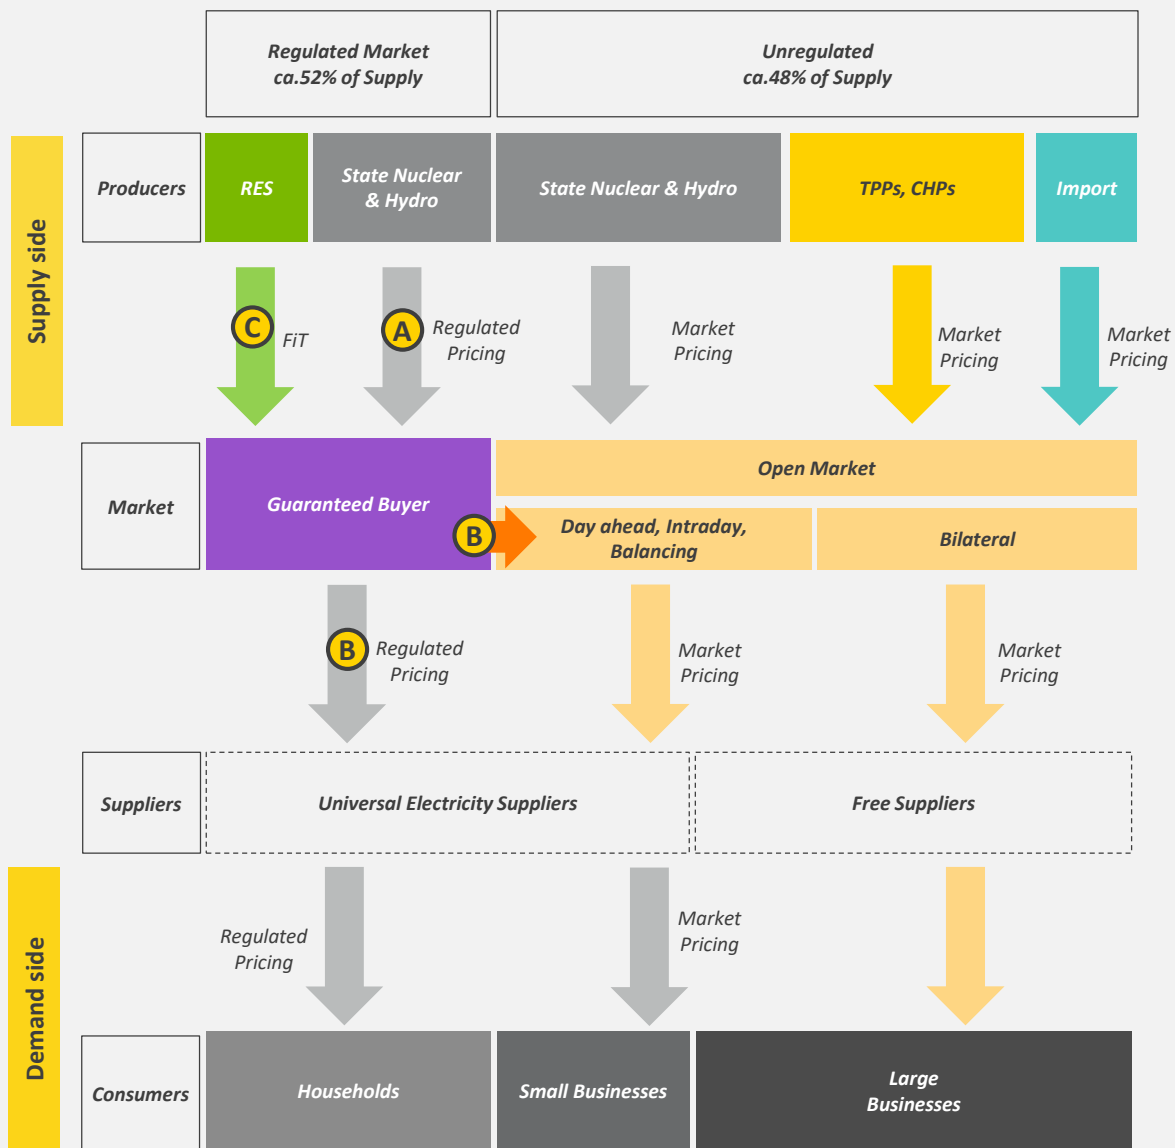 Regulated Market
ca.52% of Supply
Unregulated
ca.48% of Supply
Supply side
Producers
RES
State Nuclear
& Hydro
State Nuclear & Hydro
TPPs, CHPs
Import
C
FiT
A
Regulated
Pricing
Market
Pricing
Market
Pricing
Market
Pricing
Market
Guaranteed Buyer
Open Market
B
Day ahead, Intraday,
Balancing
Bilateral
B
Regulated
Pricing
Market
Pricing
Market
Pricing
Suppliers
Universal Electricity Suppliers
Free Suppliers
Demand side
Regulated
Pricing
Market
Pricing
Consumers
Households
Small Businesses
Large
Businesses